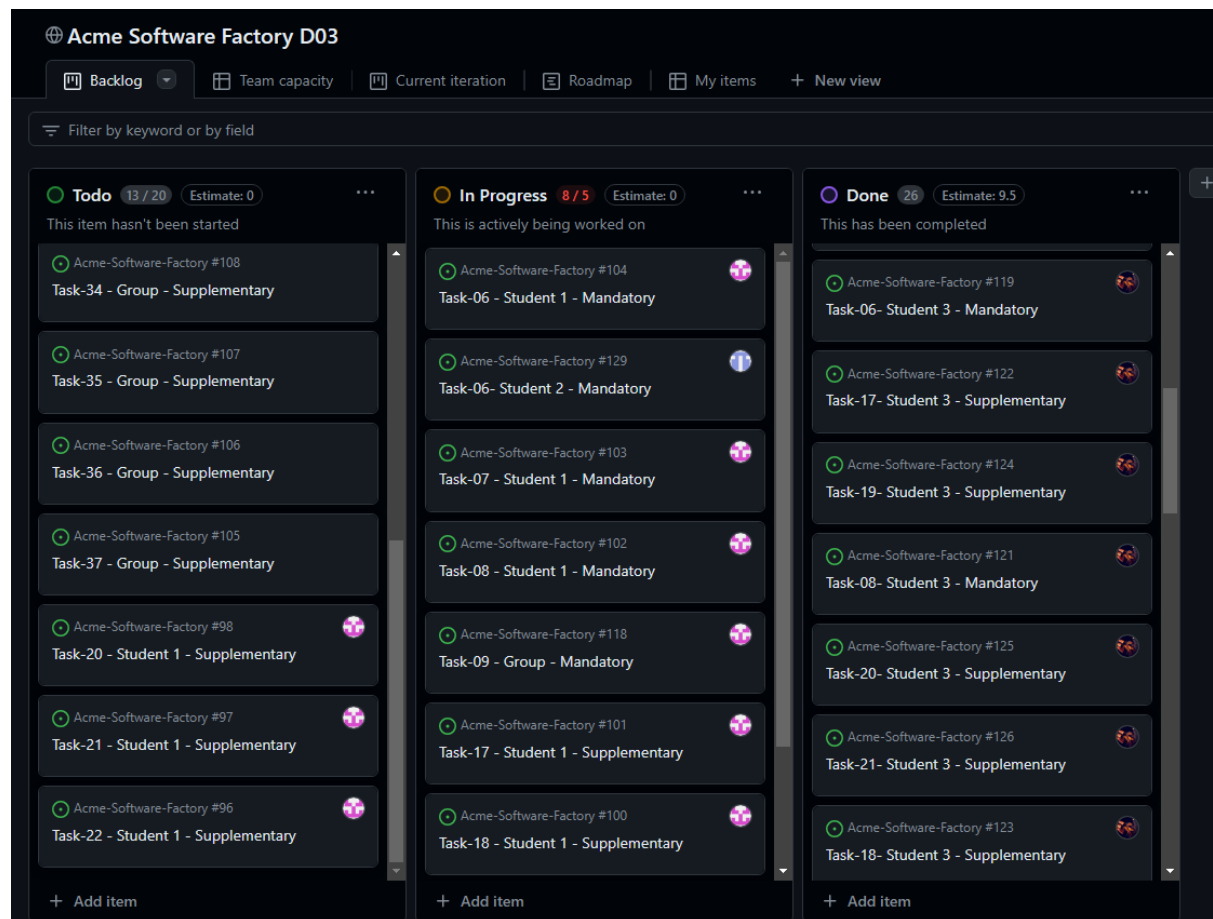 Acme Software Factory D03
Backlog
Team capacity
Current iteration
Roadmap
My items
+ New view
Filter by keyword or by field
Todo 13 / 20 Estimate: 0 ...
This item hasn't been started
Acme-Software-Factory #108
Task-34 - Group - Supplementary
Acme-Software-Factory #107
Task-35 - Group - Supplementary
Acme-Software-Factory #106
Task-36 - Group - Supplementary
Acme-Software-Factory #105
Task-37 - Group - Supplementary
Acme-Software-Factory #98
Task-20 - Student 1 - Supplementary
Acme-Software-Factory #97
Task-21 - Student 1 - Supplementary
Acme-Software-Factory #96
Task-22 - Student 1 - Supplementary
+ Add item
In Progress 8 / 5 Estimate: 0 ...
This is actively being worked on
Acme-Software-Factory #104
Task-06 - Student 1 - Mandatory
Acme-Software-Factory #129
Task-06- Student 2 - Mandatory
Acme-Software-Factory #103
Task-07 - Student 1 - Mandatory
Acme-Software-Factory #102
Task-08 - Student 1 - Mandatory
Acme-Software-Factory #118
Task-09 - Group - Mandatory
Acme-Software-Factory #101
Task-17 - Student 1 - Supplementary
Acme-Software-Factory #100
Task-18 - Student 1 - Supplementary
+ Add item
Done 26 Estimate: 9.5 ...
This has been completed
Acme-Software-Factory #119
Task-06- Student 3 - Mandatory
Acme-Software-Factory #122
Task-17- Student 3 - Supplementary
Acme-Software-Factory #124
Task-19- Student 3 - Supplementary
Acme-Software-Factory #121
Task-08- Student 3 - Mandatory
Acme-Software-Factory #125
Task-20- Student 3 - Supplementary
Acme-Software-Factory #126
Task-21- Student 3 - Supplementary
Acme-Software-Factory #123
Task-18- Student 3 - Supplementary
+ Add item
+